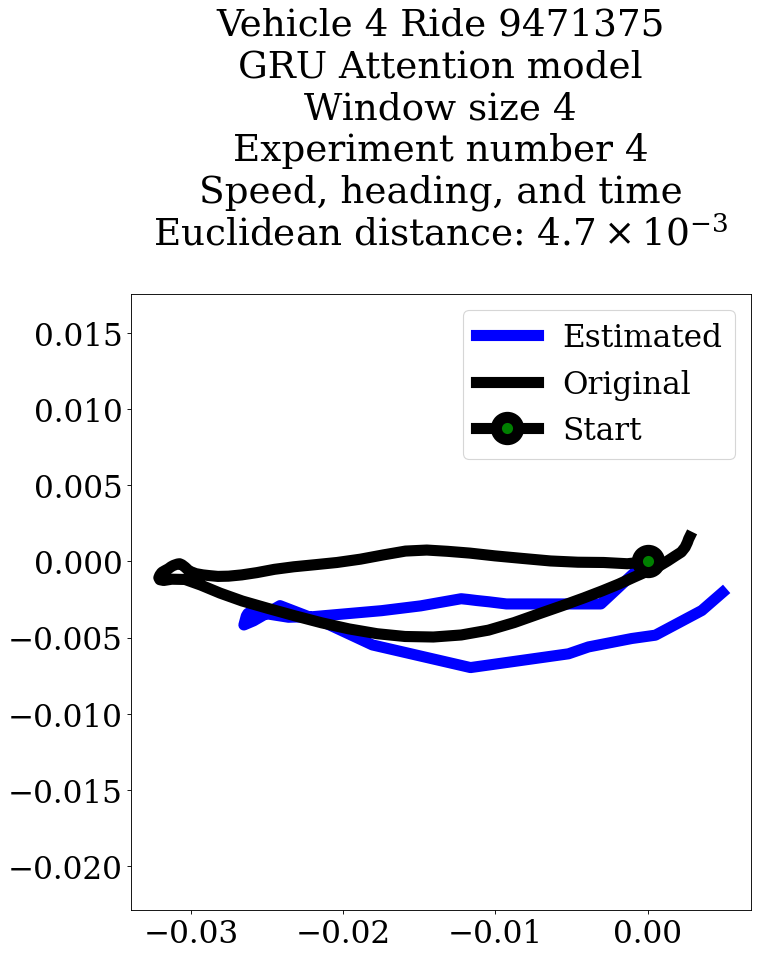 Vehicle 4 Ride 9471375
GRU Attention model
Window size 4
Experiment number 4
Speed, heading, and time
Euclidean distance: 4.7 × 10⁻³
Estimated
Original
Start
0.015
0.010
0.005
0.000
−0.005
−0.010
−0.015
−0.020
−0.03 −0.02 −0.01 0.00